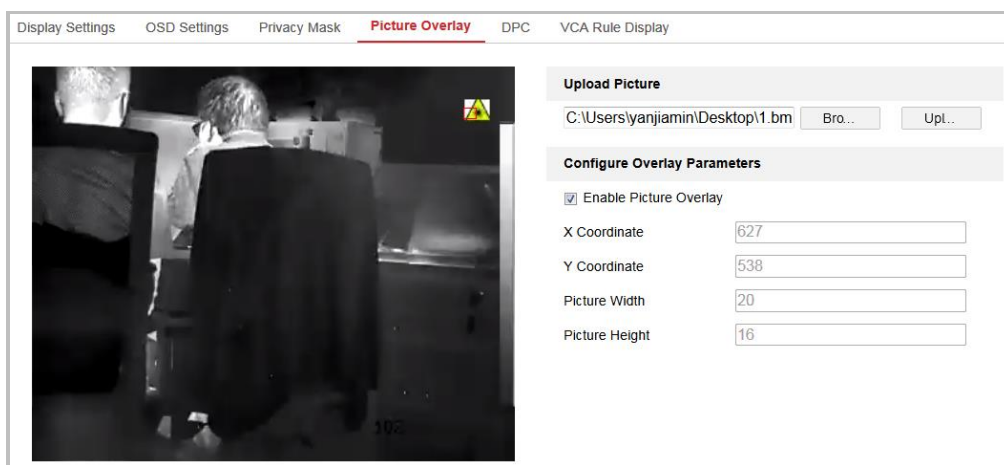 Display Settings OSD Settings Privacy Mask Picture Overlay DPC VCA Rule Display
Upload Picture
C:\Users\yanjiamin\Desktop\1.bm Bro... Upl...
Configure Overlay Parameters
Enable Picture Overlay
X Coordinate 627
Y Coordinate 538
Picture Width 20
Picture Height 16
102